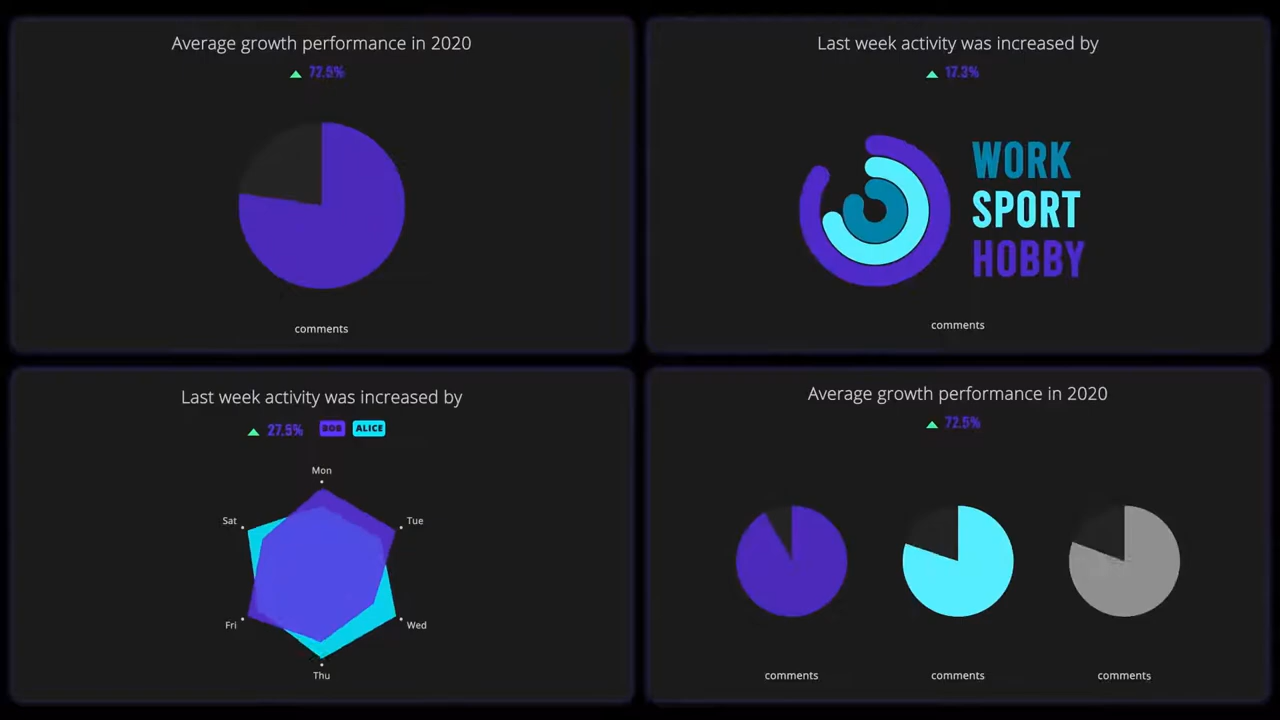 Average growth performance in 2020
72.5%
comments
Last week activity was increased by
17.3%
WORK
SPORT
HOBBY
comments
Last week activity was increased by
27.5% BOB ALICE
Mon
Tue
Wed
Thu
Fri
Sat
Average growth performance in 2020
72.5%
comments comments comments